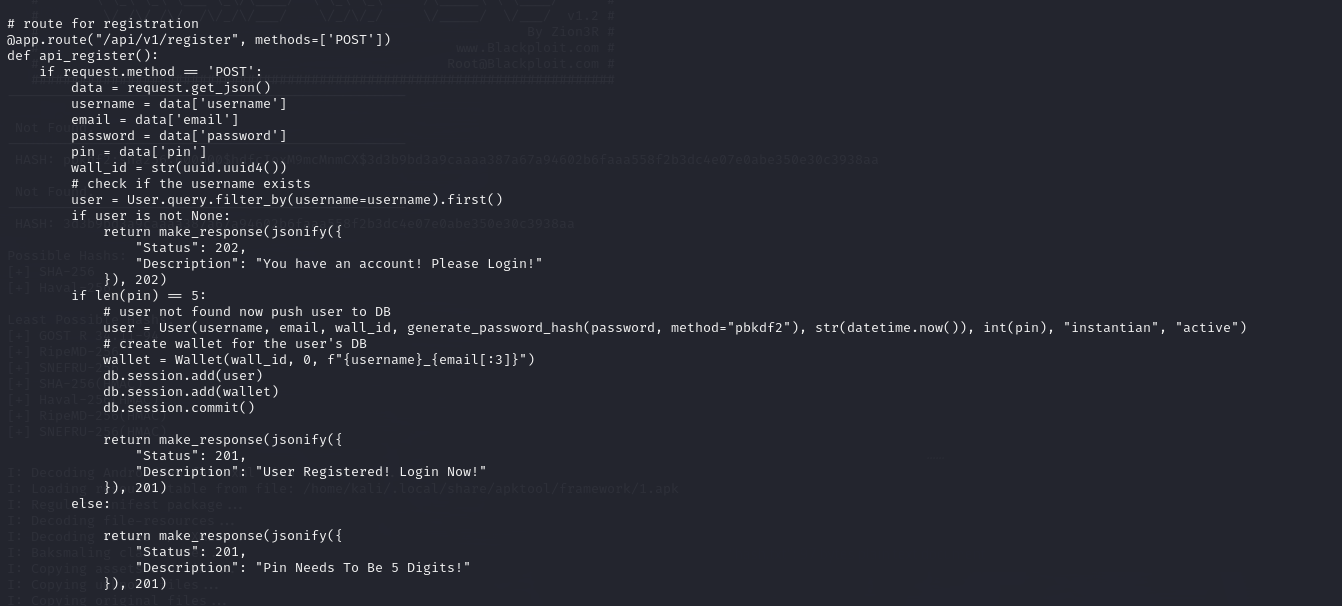 # route for registration
@app.route("/api/v1/register", methods=['POST'])
def api_register():
    if request.method == 'POST':
        data = request.get_json()
        username = data['username']
        email = data['email']
        password = data['password']
        pin = data['pin']
        wall_id = str(uuid.uuid4())
        # check if the username exists
        user = User.query.filter_by(username=username).first()
        if user is not None:
            return make_response(jsonify({
                "Status": 202,
                "Description": "You have an account! Please Login!"
            }), 202)
        if len(pin) == 5:
            # user not found now push user to DB
            user = User(username, email, wall_id, generate_password_hash(password, method="pbkdf2"), str(datetime.now()), int(pin), "instantian", "active")
            # create wallet for the user's DB
            wallet = Wallet(wall_id, 0, f"{username}_{email[:3]}")
            db.session.add(user)
            db.session.add(wallet)
            db.session.commit()

            return make_response(jsonify({
                "Status": 201,
                "Description": "User Registered! Login Now!"
            }), 201)
        else:

            return make_response(jsonify({
                "Status": 201,
                "Description": "Pin Needs To Be 5 Digits!"
            }), 201)